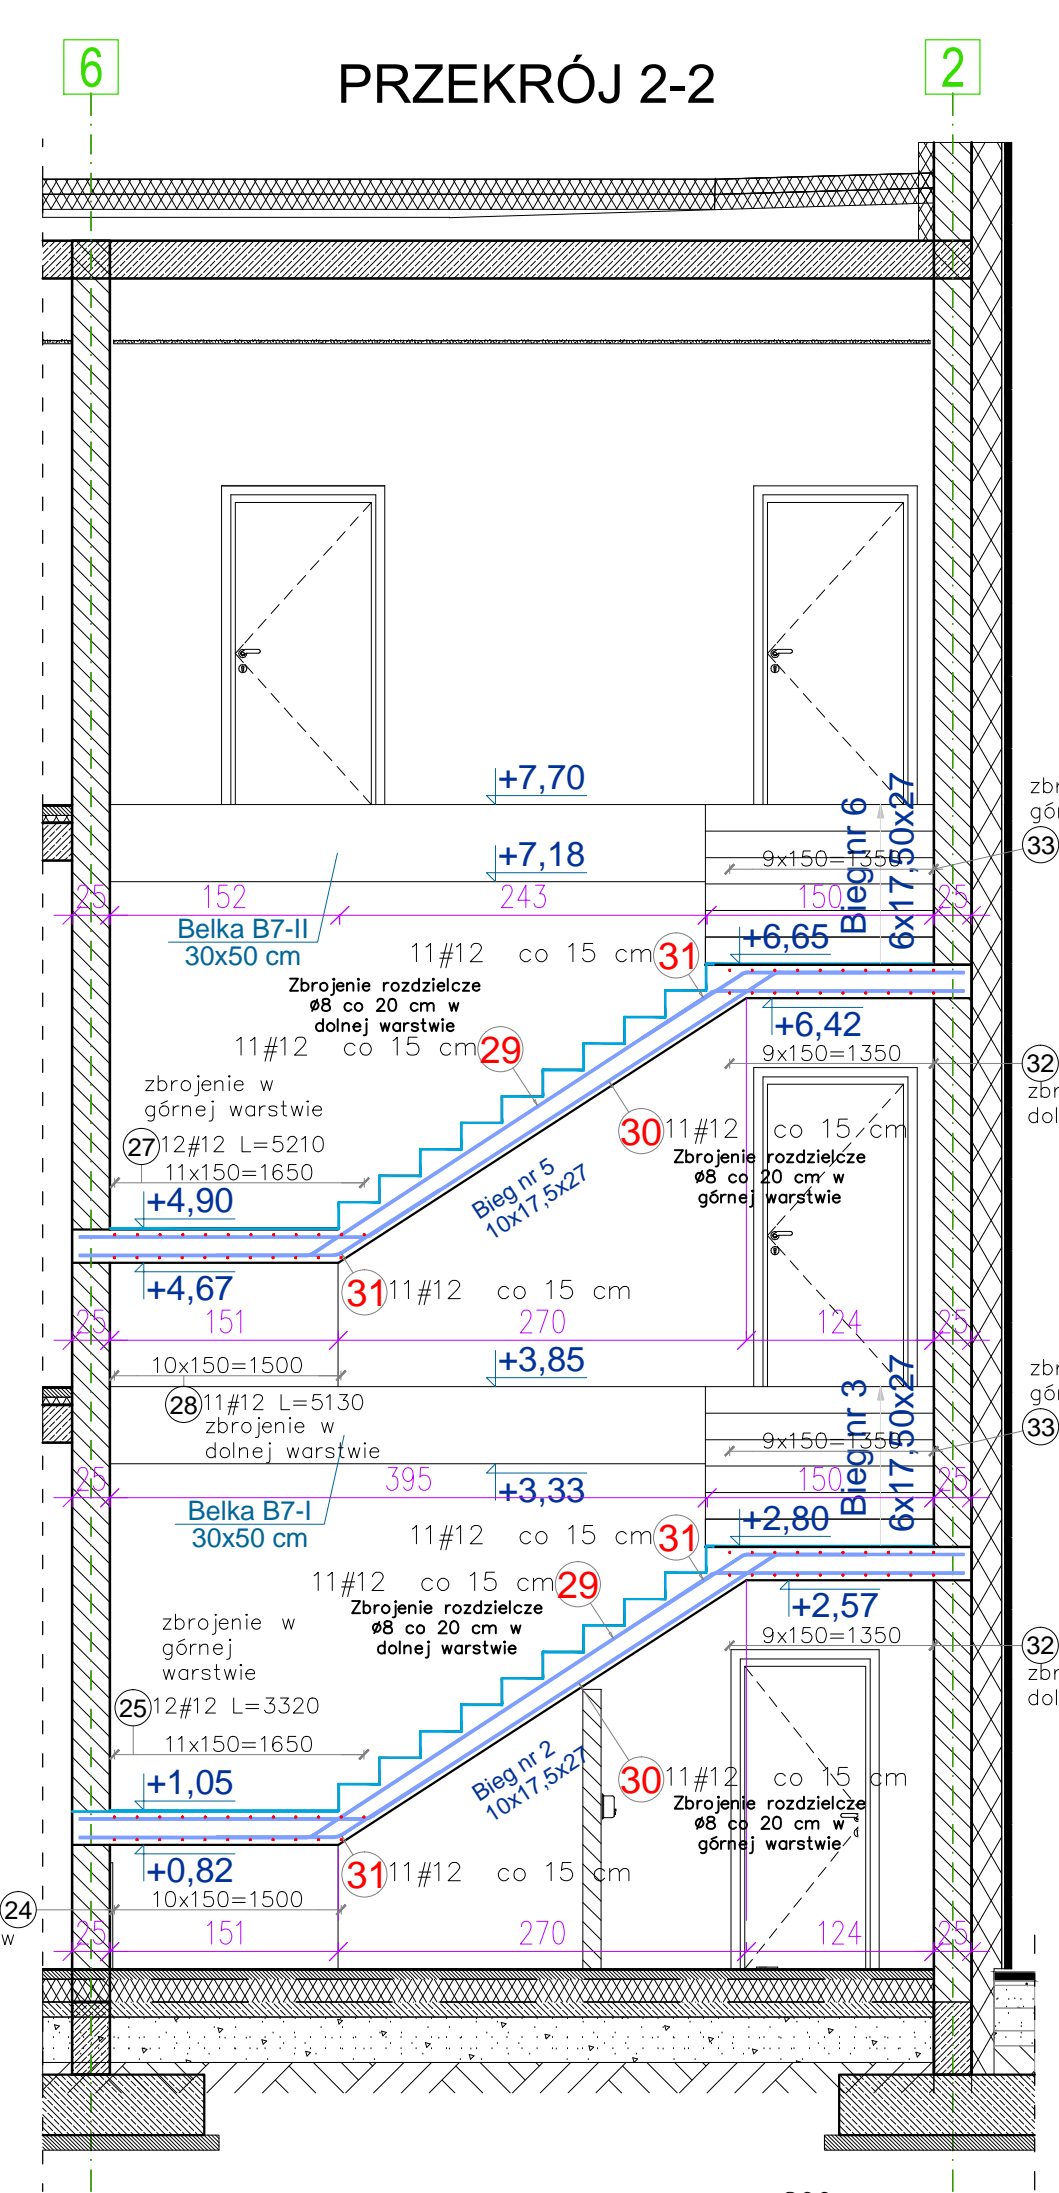 6
PRZEKRÓJ 2-2
2
+7,70
zbr
gór
+7,18
9x150=1350
33
Bieg nr 6
6x17,50x27
25
152
243
150
25
Belka B7-II
30x50 cm
11#12 co 15 cm
31
+6,65
Zbrojenie rozdzielcze
ø8 co 20 cm w
dolnej warstwie
+6,42
11#12 co 15 cm
29
9x150=1350
32
zbr
dol
zbrojenie w
górnej warstwie
30
11#12 co 15 cm
27
12#12 L=5210
Zbrojenie rozdzielcze
ø8 co 20 cm w
górnej warstwie
11x150=1650
Bieg nr 5
10x17,5x27
+4,90
+4,67
31
11#12 co 15 cm
25
151
270
124
25
10x150=1500
+3,85
zbr
gór
28
11#12 L=5130
zbrojenie w
dolnej warstwie
9x150=1350
33
Bieg nr 3
6x17,50x27
25
395
150
25
+3,33
Belka B7-I
30x50 cm
11#12 co 15 cm
31
+2,80
11#12 co 15 cm
29
Zbrojenie rozdzielcze
ø8 co 20 cm w
dolnej warstwie
+2,57
9x150=1350
32
zbr
dol
zbrojenie w
górnej
warstwie
25
12#12 L=3320
11x150=1650
Bieg nr 2
10x17,5x27
30
11#12 co 15 cm
Zbrojenie rozdzielcze
ø8 co 20 cm w
górnej warstwie
+1,05
+0,82
31
11#12 co 15 cm
10x150=1500
24
w
25
151
270
124
25